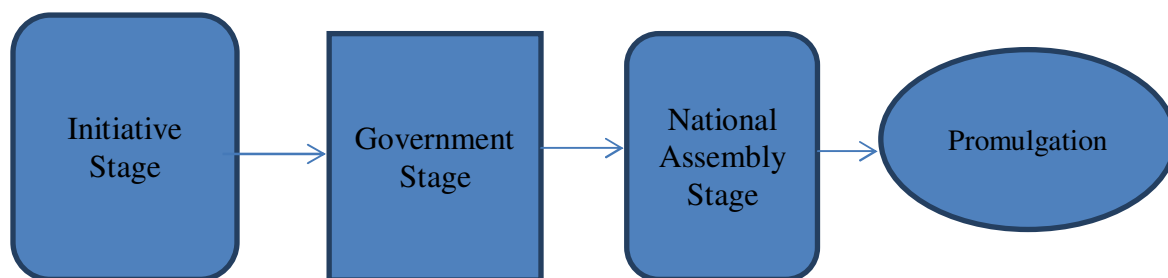 Initiative
Stage
Government
Stage
National
Assembly
Stage
Promulgation